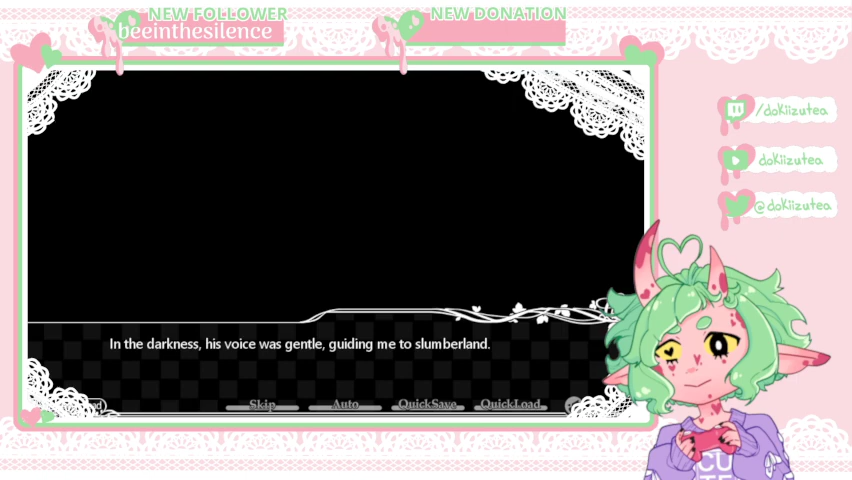 NEW FOLLOWER
beeinthesilence
NEW DONATION
/dokiizutea
dokiizutea
@dokiizutea
In the darkness, his voice was gentle, guiding me to slumberland.
Skip
Auto
QuickSave
QuickLoad
CU